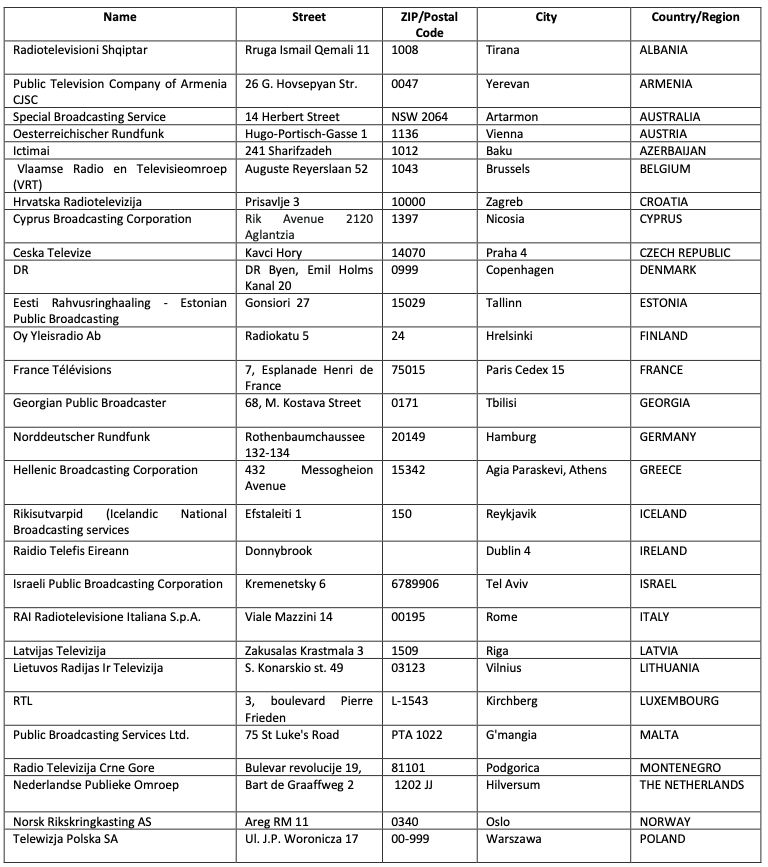 Name Street ZIP/Postal Code City Country/Region
Radiotelevisioni Shqiptar Rruga Ismail Qemali 11 1008 Tirana ALBANIA
Public Television Company of Armenia CJSC 26 G. Hovsepyan Str. 0047 Yerevan ARMENIA
Special Broadcasting Service 14 Herbert Street NSW 2064 Artarmon AUSTRALIA
Oesterreichischer Rundfunk Hugo-Portisch-Gasse 1 1136 Vienna AUSTRIA
Ictimai 241 Sharifzadeh 1012 Baku AZERBAIJAN
Vlaamse Radio en Televisieomroep (VRT) Auguste Reyerslaan 52 1043 Brussels BELGIUM
Hrvatska Radiotelevizija Prisavlje 3 10000 Zagreb CROATIA
Cyprus Broadcasting Corporation Rik Avenue 2120 Aglantzia 1397 Nicosia CYPRUS
Ceska Televize Kavci Hory 14070 Praha 4 CZECH REPUBLIC
DR DR Byen, Emil Holms Kanal 20 0999 Copenhagen DENMARK
Eesti Rahvusringhaaling - Estonian Public Broadcasting Gonsiori 27 15029 Tallinn ESTONIA
Oy Yleisradio Ab Radiokatu 5 24 Hrelsinki FINLAND
France Télévisions 7, Esplanade Henri de France 75015 Paris Cedex 15 FRANCE
Georgian Public Broadcaster 68, M. Kostava Street 0171 Tbilisi GEORGIA
Norddeutscher Rundfunk Rothenbaumchaussee 132-134 20149 Hamburg GERMANY
Hellenic Broadcasting Corporation 432 Messogheion Avenue 15342 Agia Paraskevi, Athens GREECE
Rikisutvarpid (Icelandic National Broadcasting services Efstaleiti 1 150 Reykjavik ICELAND
Raidio Telefis Eireann Donnybrook Dublin 4 IRELAND
Israeli Public Broadcasting Corporation Kremenetsky 6 6789906 Tel Aviv ISRAEL
RAI Radiotelevisione Italiana S.p.A. Viale Mazzini 14 00195 Rome ITALY
Latvijas Televizija Zakusalas Krastmala 3 1509 Riga LATVIA
Lietuvos Radijas Ir Televizija S. Konarskio st. 49 03123 Vilnius LITHUANIA
RTL 3, boulevard Pierre Frieden L-1543 Kirchberg LUXEMBOURG
Public Broadcasting Services Ltd. 75 St Luke's Road PTA 1022 G'mangia MALTA
Radio Televizija Crne Gore Bulevar revolucije 19, 81101 Podgorica MONTENEGRO
Nederlandse Publieke Omroep Bart de Graaffweg 2 1202 JJ Hilversum THE NETHERLANDS
Norsk Rikskringkasting AS Areg RM 11 0340 Oslo NORWAY
Telewizja Polska SA Ul. J.P. Woronicza 17 00-999 Warszawa POLAND